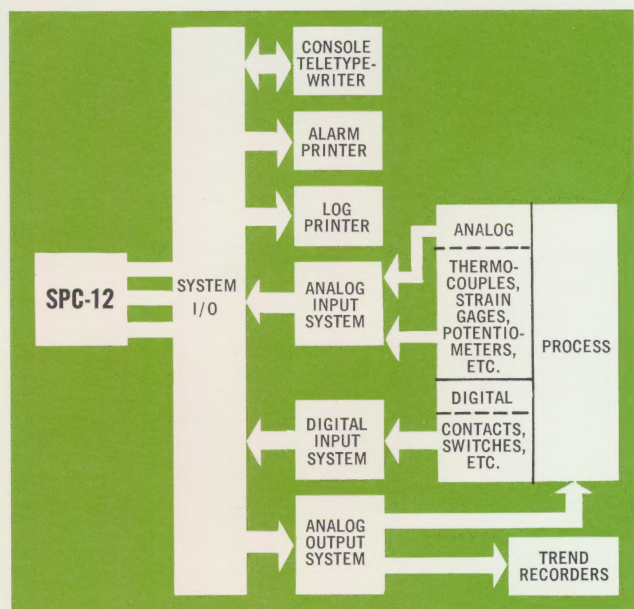 CONSOLE
TELETYPE-
WRITER
ALARM
PRINTER
LOG
PRINTER
SPC-12
SYSTEM
I/O
ANALOG
INPUT
SYSTEM
ANALOG
THERMO-
COUPLES,
STRAIN
GAGES,
POTENTIO-
METERS,
ETC.
PROCESS
DIGITAL
CONTACTS,
SWITCHES,
ETC.
DIGITAL
INPUT
SYSTEM
ANALOG
OUTPUT
SYSTEM
TREND
RECORDERS